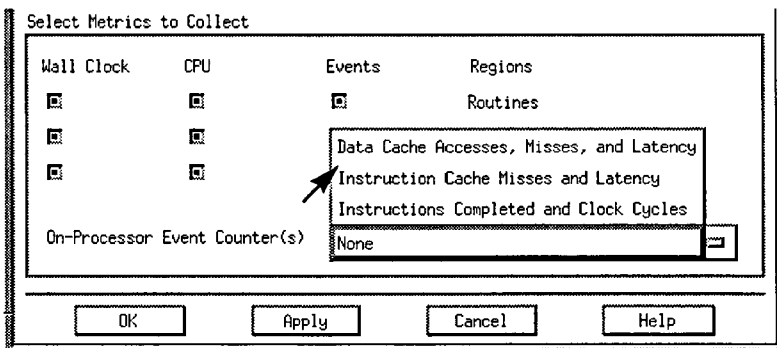 Select Metrics to Collect
Wall Clock CPU Events Regions
Routines
Data Cache Accesses, Misses, and Latency
Instruction Cache Misses and Latency
Instructions Completed and Clock Cycles
On-Processor Event Counter(s) None
OK Apply Cancel Help